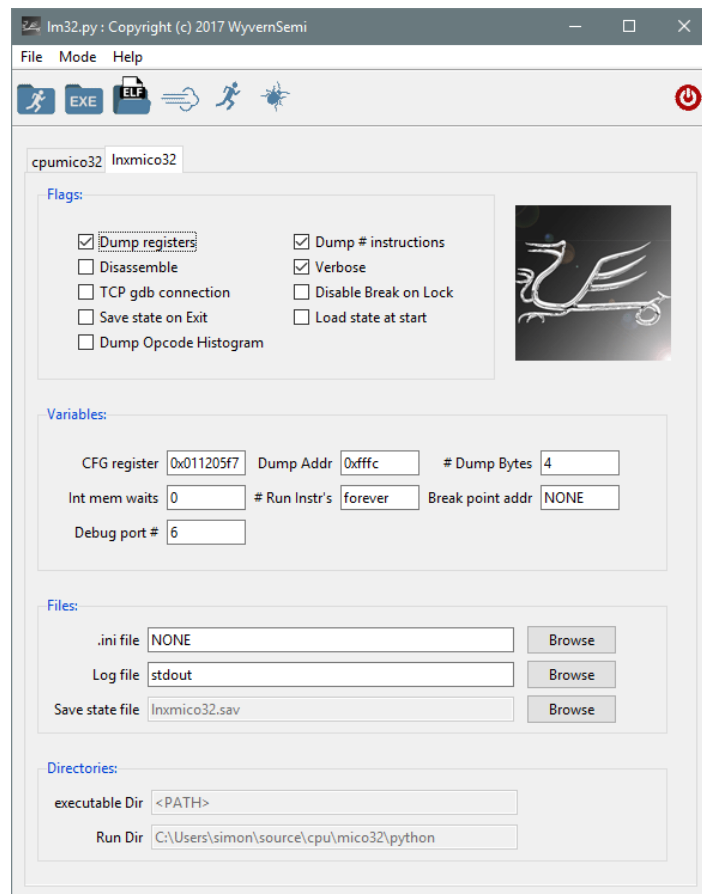 lm32.py : Copyright (c) 2017 WyvernSemi
File Mode Help
EXE ELF
cpumico32 lnxmico32
Flags:
Dump registers Dump # instructions
Disassemble Verbose
TCP gdb connection Disable Break on Lock
Save state on Exit Load state at start
Dump Opcode Histogram
Variables:
CFG register 0x011205f7 Dump Addr 0xfffc # Dump Bytes 4
Int mem waits 0 # Run Instr's forever Break point addr NONE
Debug port # 6
Files:
.ini file NONE Browse
Log file stdout Browse
Save state file lnxmico32.sav Browse
Directories:
executable Dir <PATH>
Run Dir C:\Users\simon\source\cpu\mico32\python